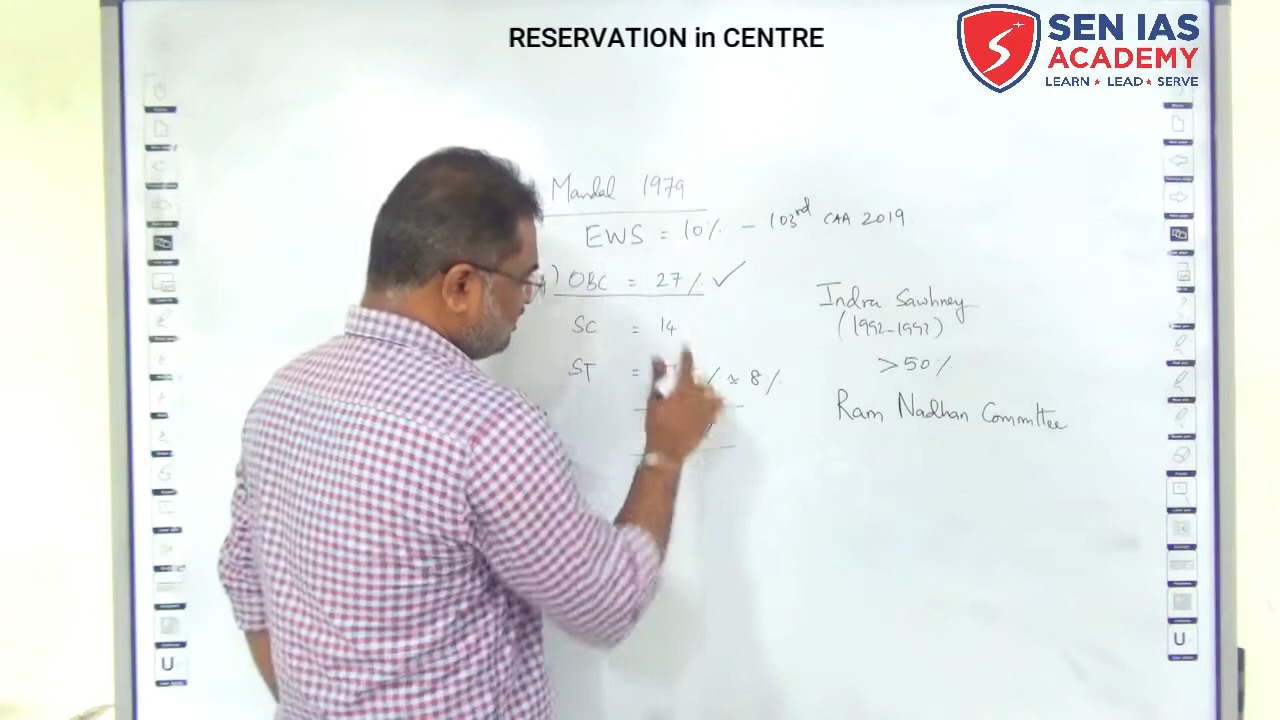 RESERVATION in CENTRE
SEN IAS
ACADEMY
LEARN ★ LEAD ★ SERVE
Mandal 1979
EWS = 10% - 103rd CAA 2019
) OBC = 27% ✓
SC = 14
ST = % ≈ 8%
Indra Sawhney
(1992-1992)
>50%
Ram Nadhan Committee
U
U